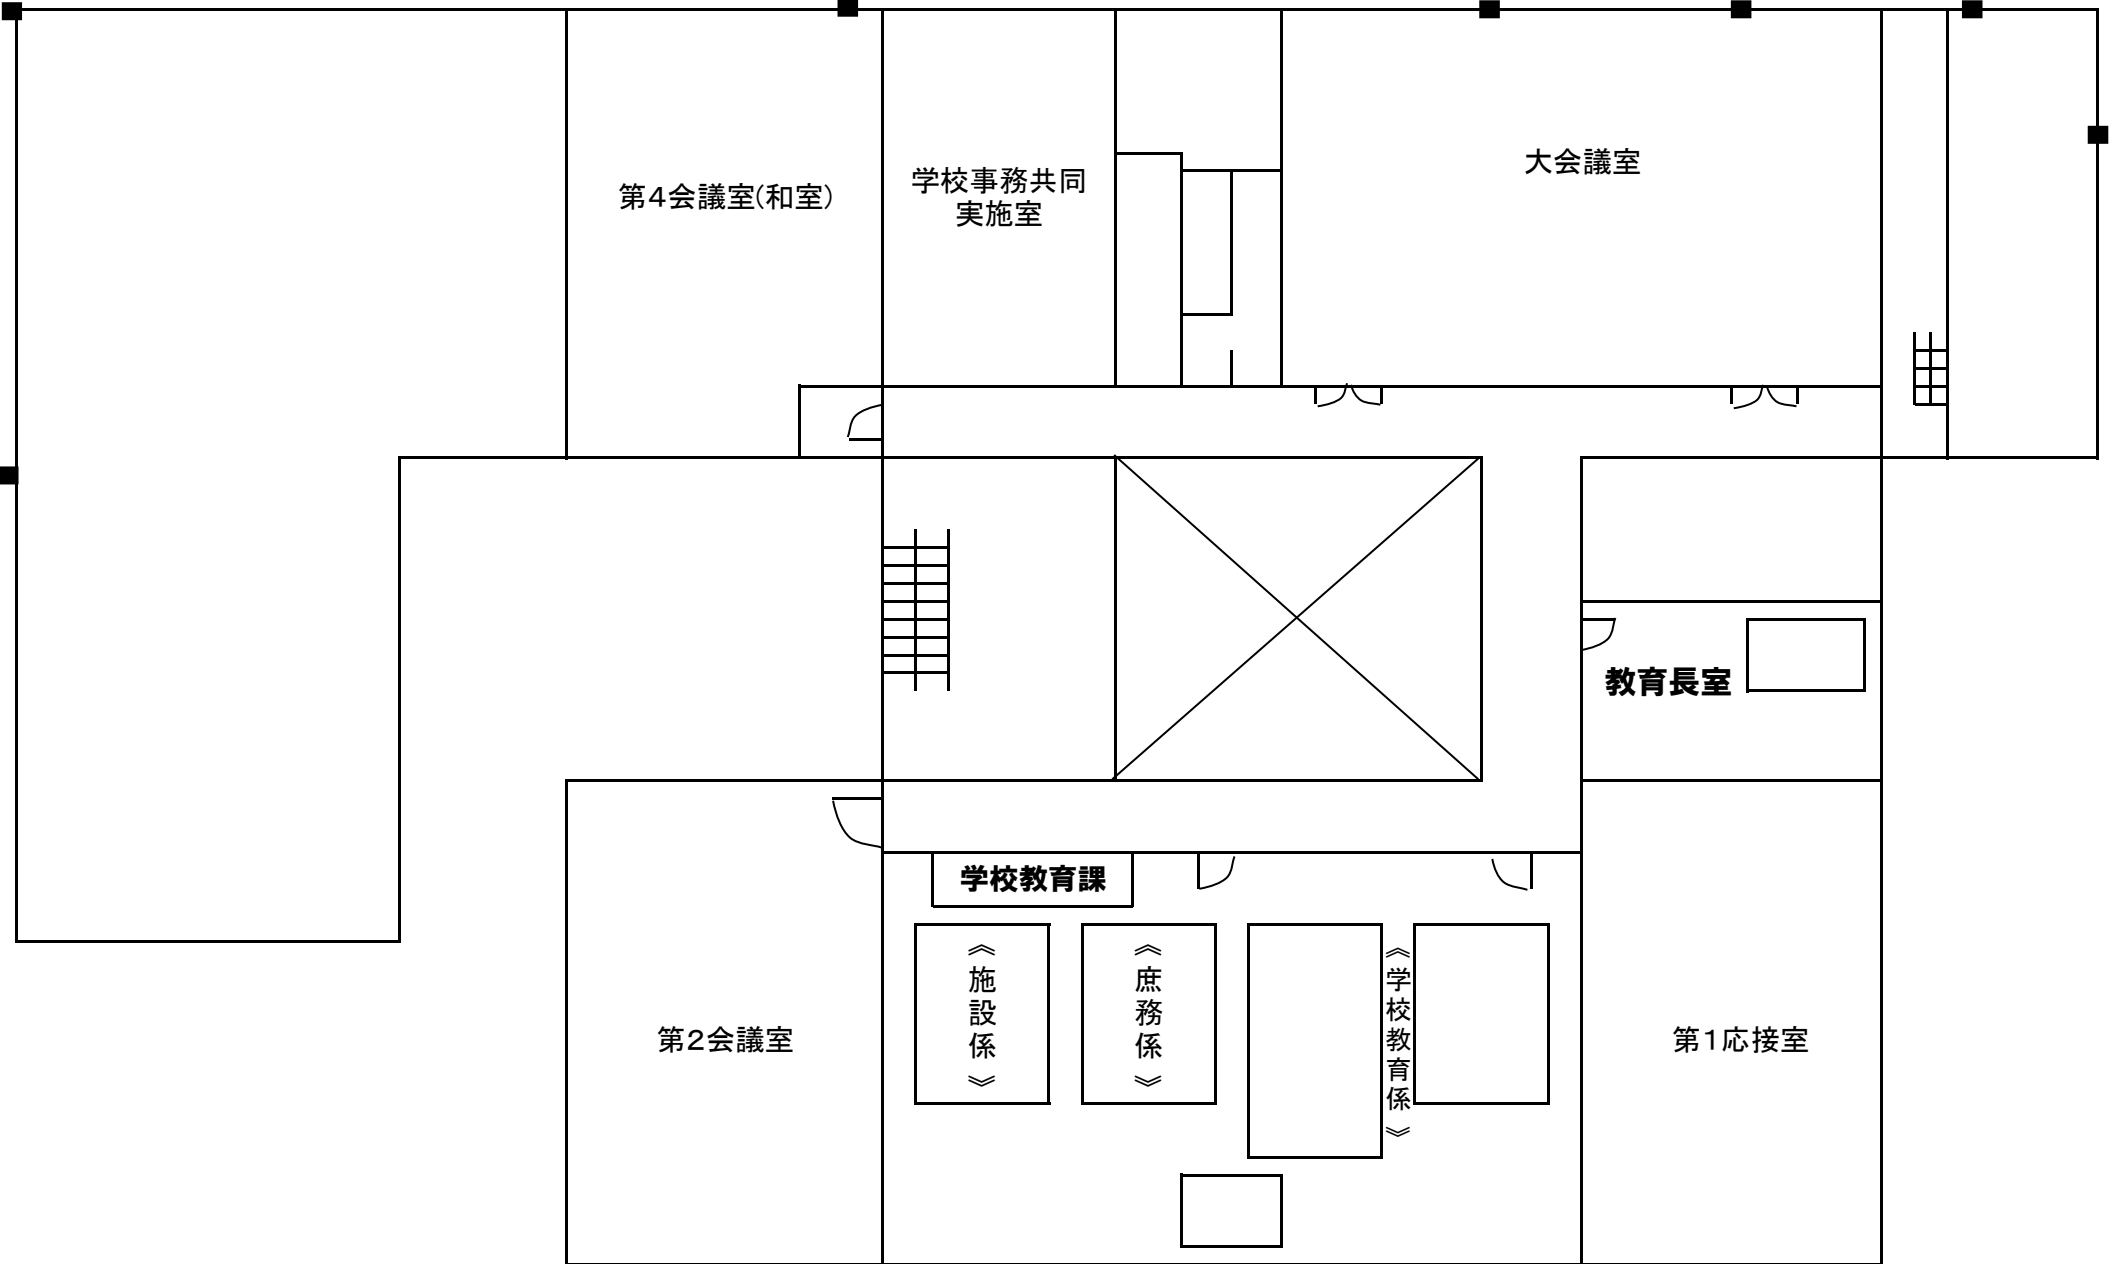 大会議室
第４会議室(和室)
学校事務共同
実施室
教育長室
学校教育課
《施設係》
《庶務係》
《学校教育係》
第２会議室
第１応接室